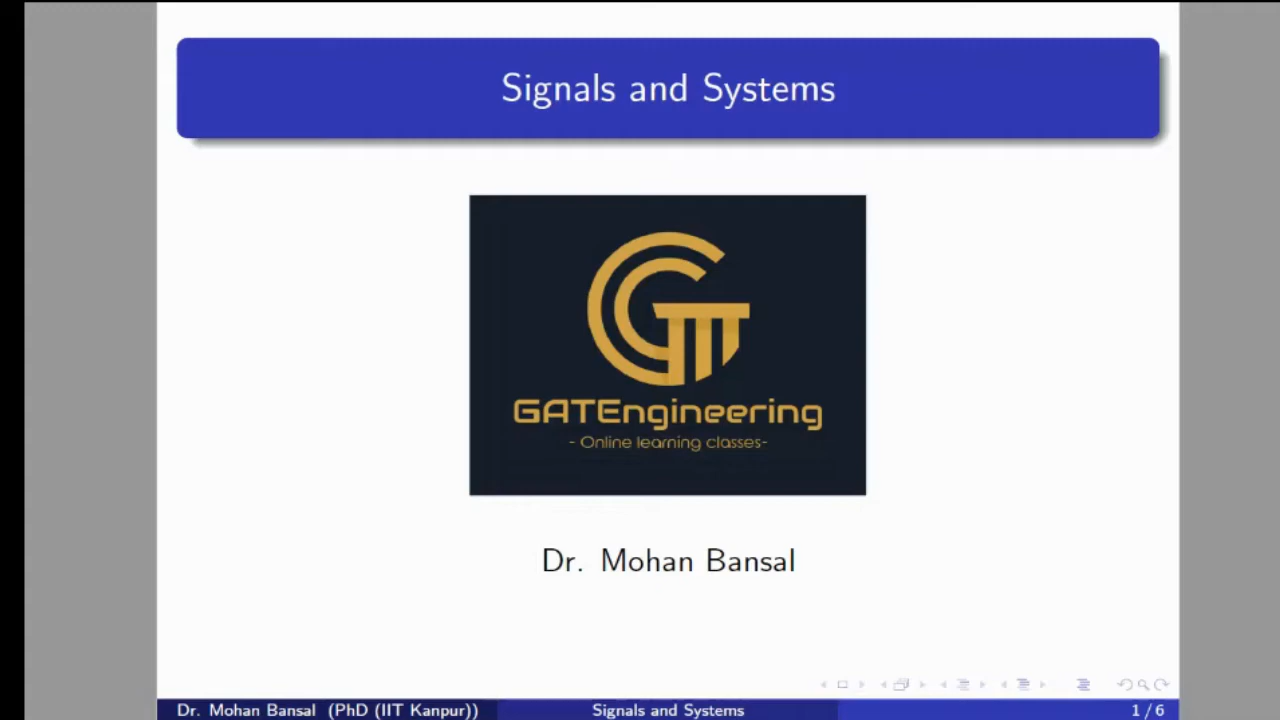 Signals and Systems
GATEngineering
- Online learning classes-
Dr. Mohan Bansal
Dr. Mohan Bansal (PhD (IIT Kanpur)) Signals and Systems 1 / 6